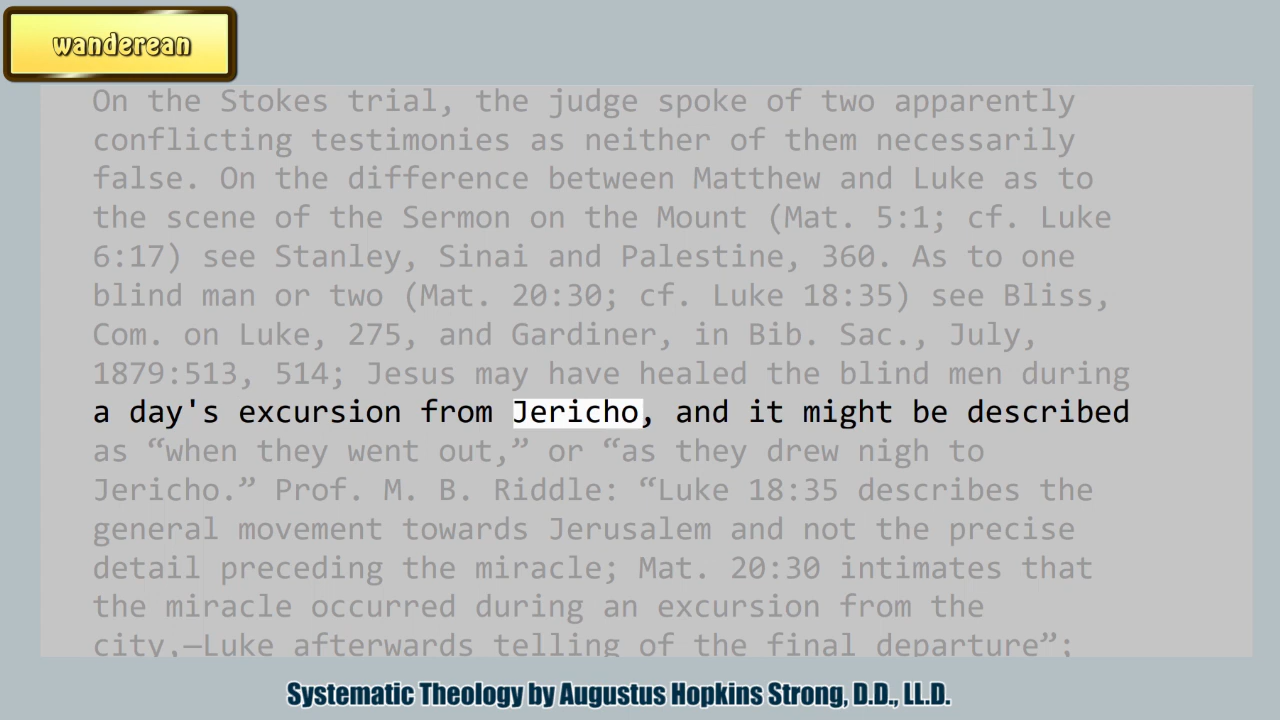 wanderean
On the Stokes trial, the judge spoke of two apparently
conflicting testimonies as neither of them necessarily
false. On the difference between Matthew and Luke as to
the scene of the Sermon on the Mount (Mat. 5:1; cf. Luke
6:17) see Stanley, Sinai and Palestine, 360. As to one
blind man or two (Mat. 20:30; cf. Luke 18:35) see Bliss,
Com. on Luke, 275, and Gardiner, in Bib. Sac., July,
1879:513, 514; Jesus may have healed the blind men during
a day's excursion from Jericho, and it might be described
as “when they went out,” or “as they drew nigh to
Jericho.” Prof. M. B. Riddle: “Luke 18:35 describes the
general movement towards Jerusalem and not the precise
detail preceding the miracle; Mat. 20:30 intimates that
the miracle occurred during an excursion from the
city,—Luke afterwards telling of the final departure”;
Systematic Theology by Augustus Hopkins Strong, D.D., LL.D.